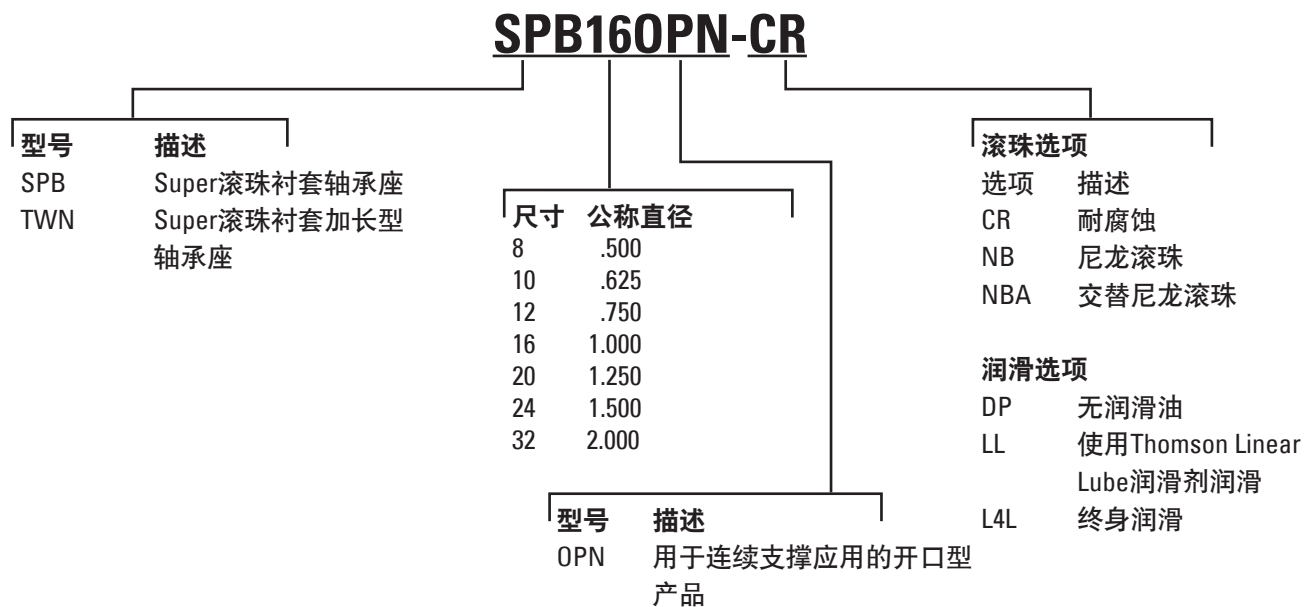 SPB16OPN-CR
型号 描述
SPB Super滚珠衬套轴承座
TWN Super滚珠衬套加长型
轴承座
尺寸 公称直径
8 .500
10 .625
12 .750
16 1.000
20 1.250
24 1.500
32 2.000
型号 描述
OPN 用于连续支撑应用的开口型
产品
滚珠选项
选项 描述
CR 耐腐蚀
NB 尼龙滚珠
NBA 交替尼龙滚珠
润滑选项
DP 无润滑油
LL 使用Thomson Linear
Lube润滑剂润滑
L4L 终身润滑